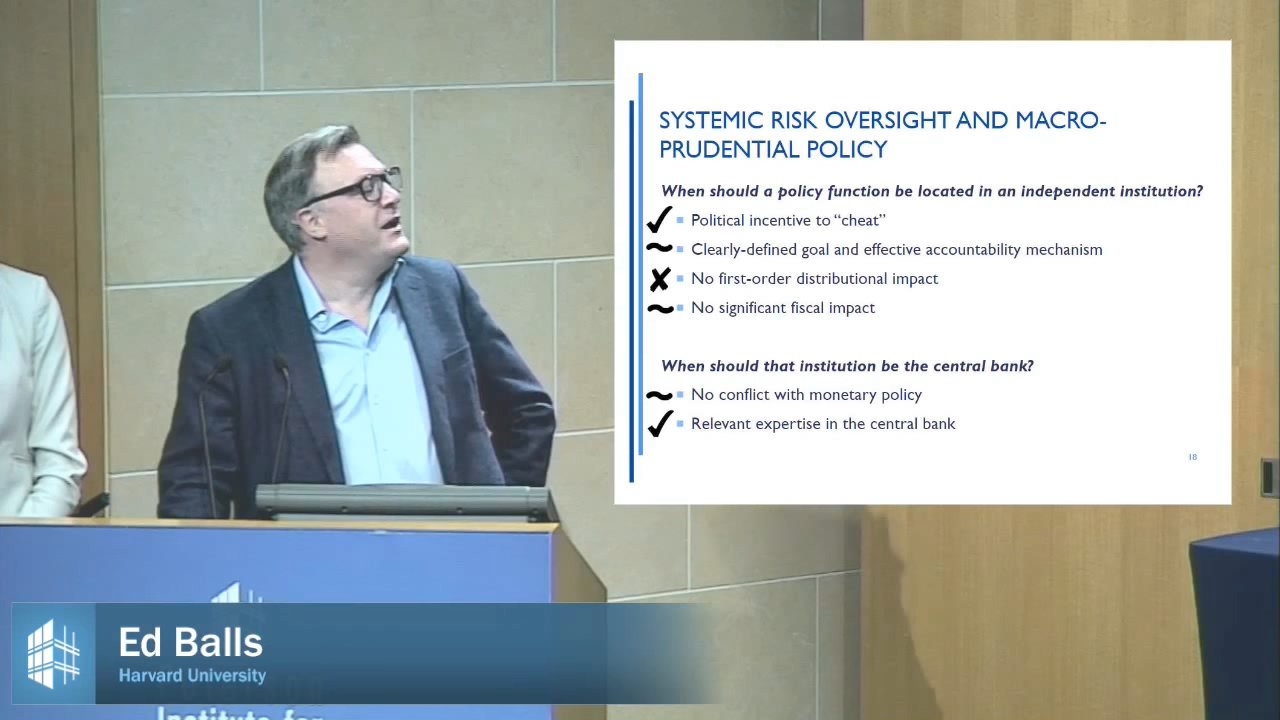 SYSTEMIC RISK OVERSIGHT AND MACRO-
PRUDENTIAL POLICY
When should a policy function be located in an independent institution?
✓ ▪ Political incentive to “cheat”
~ ▪ Clearly-defined goal and effective accountability mechanism
✗ ▪ No first-order distributional impact
~ ▪ No significant fiscal impact
When should that institution be the central bank?
~ ▪ No conflict with monetary policy
✓ ▪ Relevant expertise in the central bank
18
Ed Balls
Harvard University
Institute for